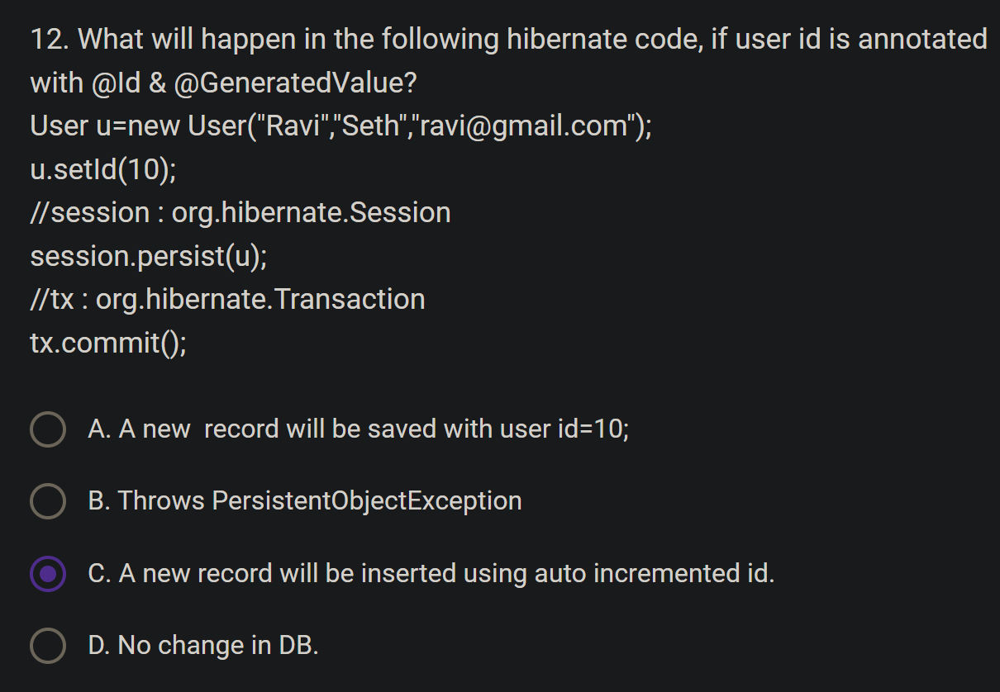 12. What will happen in the following hibernate code, if user id is annotated
with @Id & @GeneratedValue?
User u=new User("Ravi","Seth","ravi@gmail.com");
u.setId(10);
//session : org.hibernate.Session
session.persist(u);
//tx : org.hibernate.Transaction
tx.commit();
A. A new  record will be saved with user id=10;
B. Throws PersistentObjectException
C. A new record will be inserted using auto incremented id.
D. No change in DB.